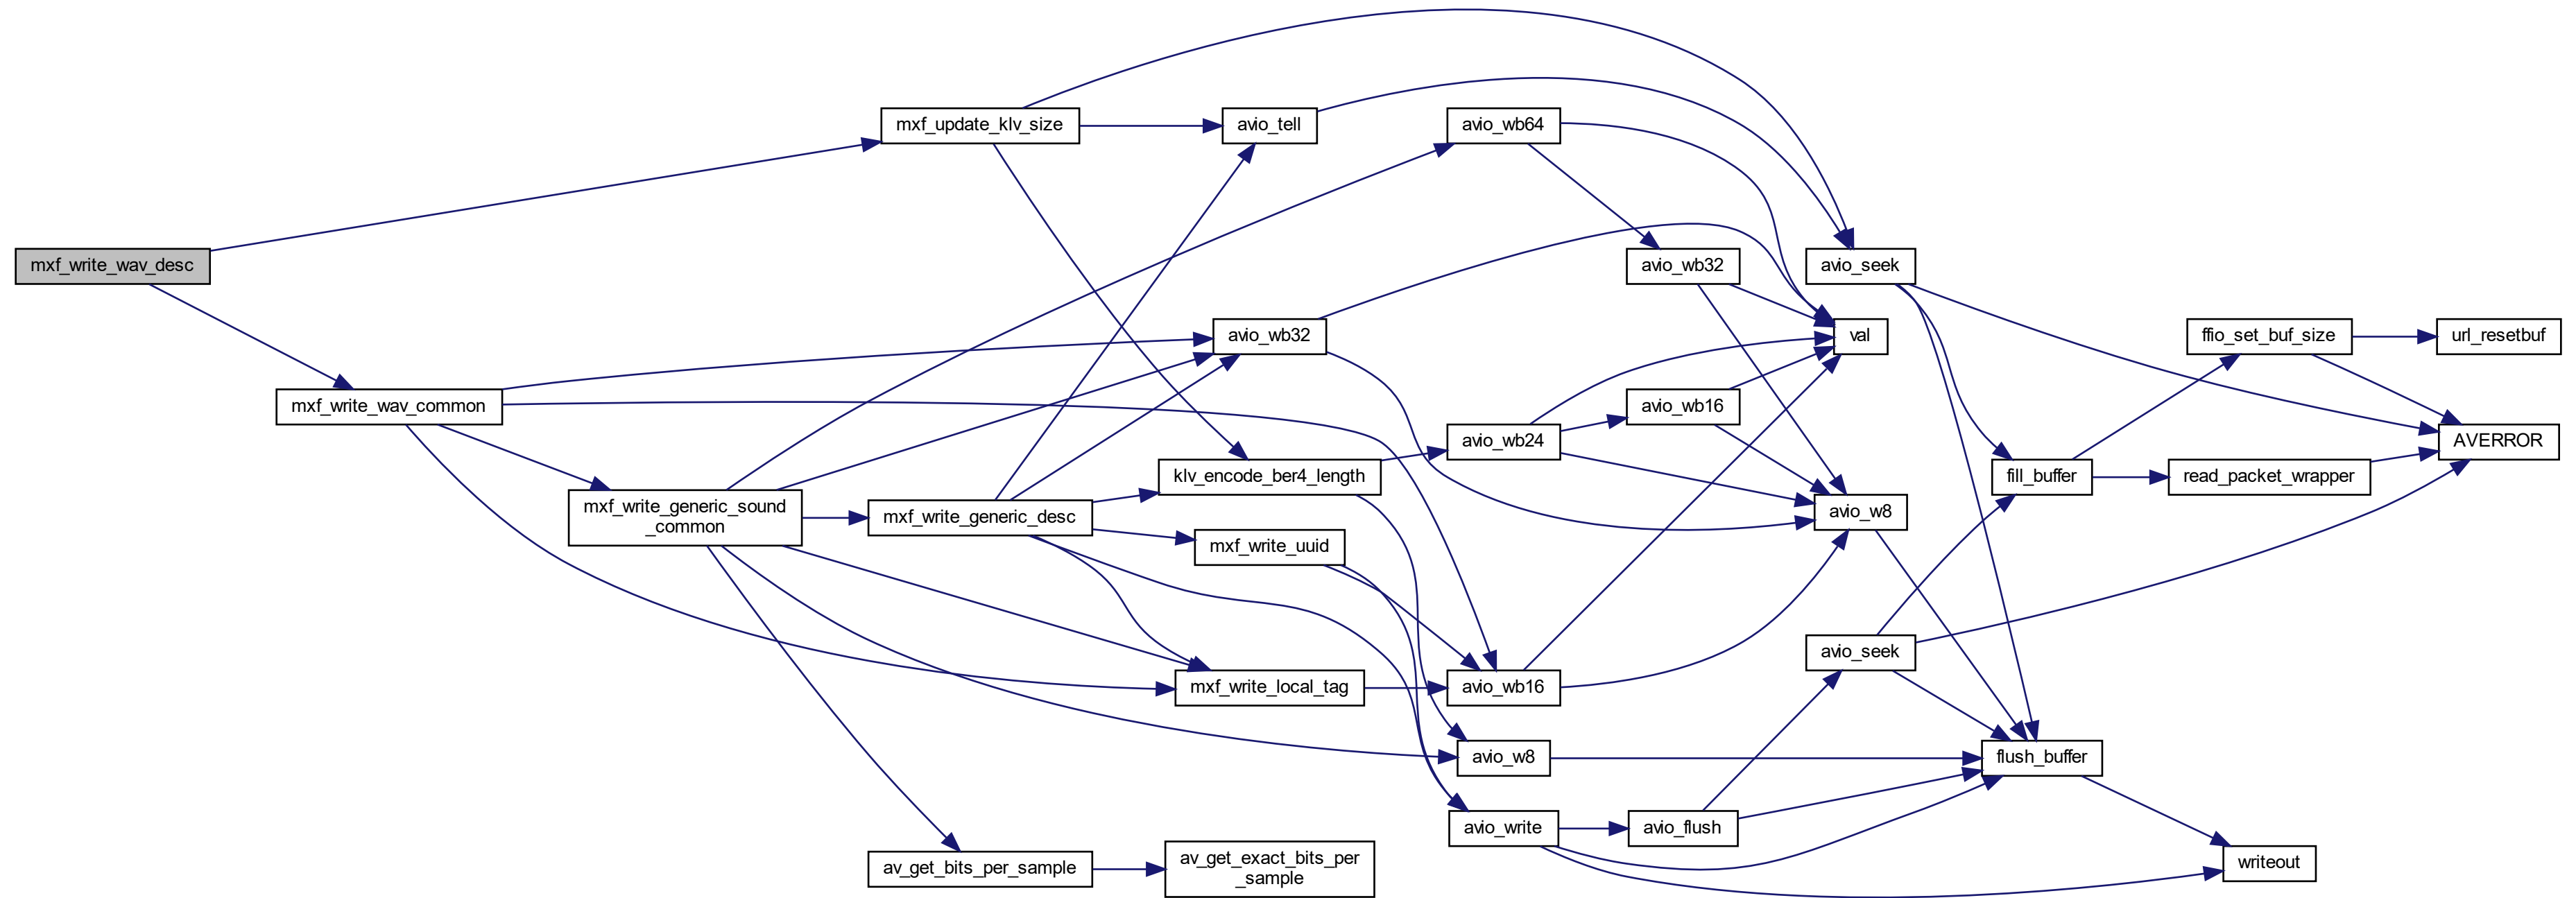 mxf_update_klv_size
avio_tell
avio_wb64
mxf_write_wav_desc
avio_wb32
avio_seek
avio_wb32
val
ffio_set_buf_size
url_resetbuf
mxf_write_wav_common
avio_wb16
avio_wb24
AVERROR
klv_encode_ber4_length
fill_buffer
read_packet_wrapper
mxf_write_generic_sound
_common
mxf_write_generic_desc
avio_w8
mxf_write_uuid
avio_seek
mxf_write_local_tag
avio_wb16
avio_w8
flush_buffer
avio_write
avio_flush
av_get_bits_per_sample
av_get_exact_bits_per
_sample
writeout